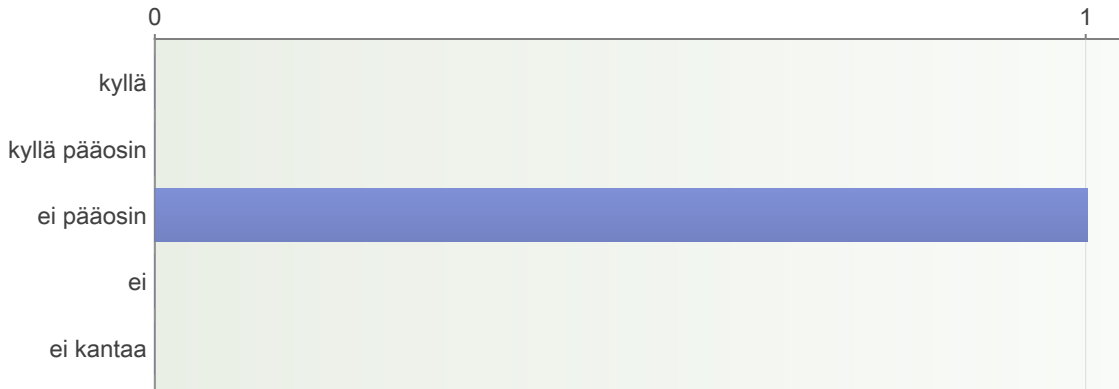 0 1
kyllä
kyllä pääosin
ei pääosin
ei
ei kantaa